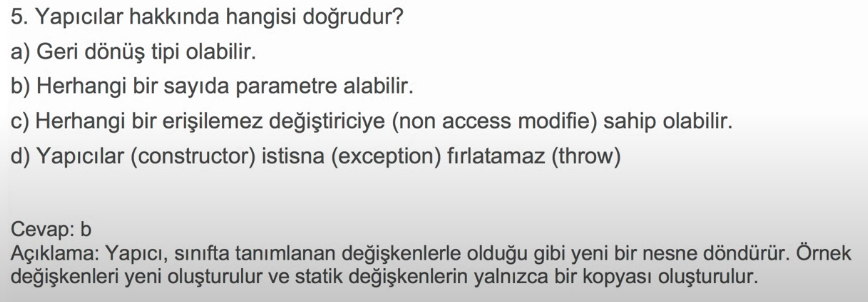 5. Yapıcılar hakkında hangisi doğrudur?
a) Geri dönüş tipi olabilir.
b) Herhangi bir sayıda parametre alabilir.
c) Herhangi bir erişilemez değiştiriciye (non access modifie) sahip olabilir.
d) Yapıcılar (constructor) istisna (exception) fırlatamaz (throw)
Cevap: b
Açıklama: Yapıcı, sınıfta tanımlanan değişkenlerle olduğu gibi yeni bir nesne döndürür. Örnek
değişkenleri yeni oluşturulur ve statik değişkenlerin yalnızca bir kopyası oluşturulur.